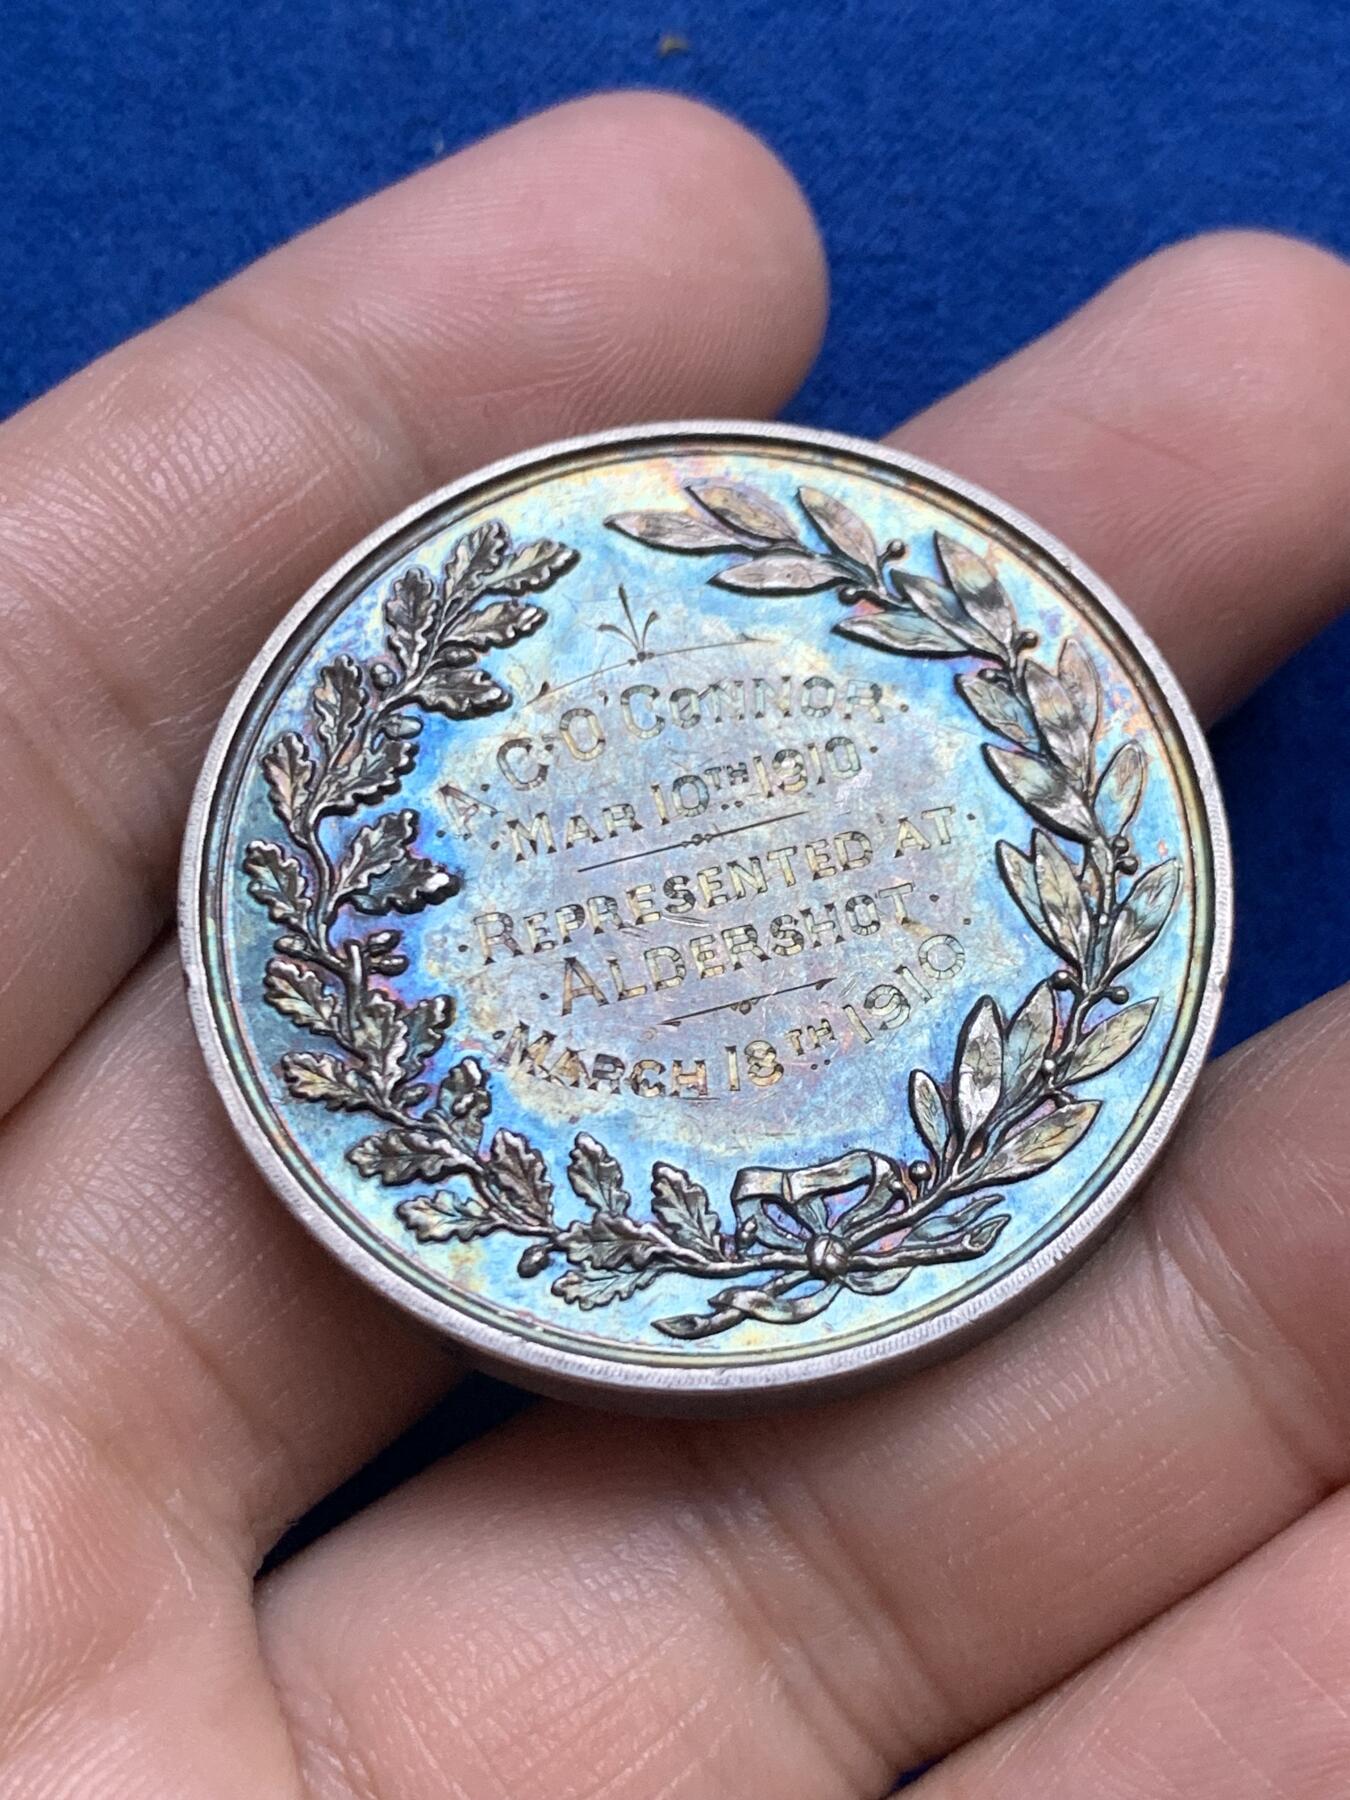 A.C.O'CONNOR.
·MAR 10TH 1910·
REPRESENTED AT
·ALDERSHOT·
·MARCH 18TH 1910·